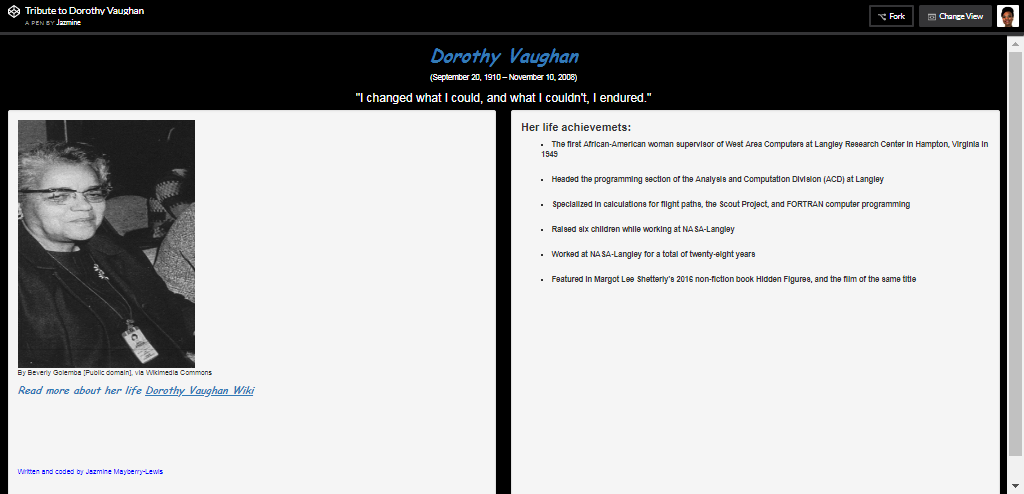 Tribute to Dorothy Vaughan
A PEN BY Jazmine
Fork
Change View
Dorothy Vaughan
(September 20, 1910 – November 10, 2008)
"I changed what I could, and what I couldn't, I endured."
By Beverly Golemba [Public domain], via Wikimedia Commons
Read more about her life Dorothy Vaughan Wiki
Written and coded by Jazmine Mayberry-Lewis
Her life achievemets:
• The first African-American woman supervisor of West Area Computers at Langley Research Center in Hampton, Virginia in
1949
• Headed the programming section of the Analysis and Computation Division (ACD) at Langley
• Specialized in calculations for flight paths, the Scout Project, and FORTRAN computer programming
• Raised six children while working at NASA-Langley
• Worked at NASA-Langley for a total of twenty-eight years
• Featured in Margot Lee Shetterly's 2016 non-fiction book Hidden Figures, and the film of the same title